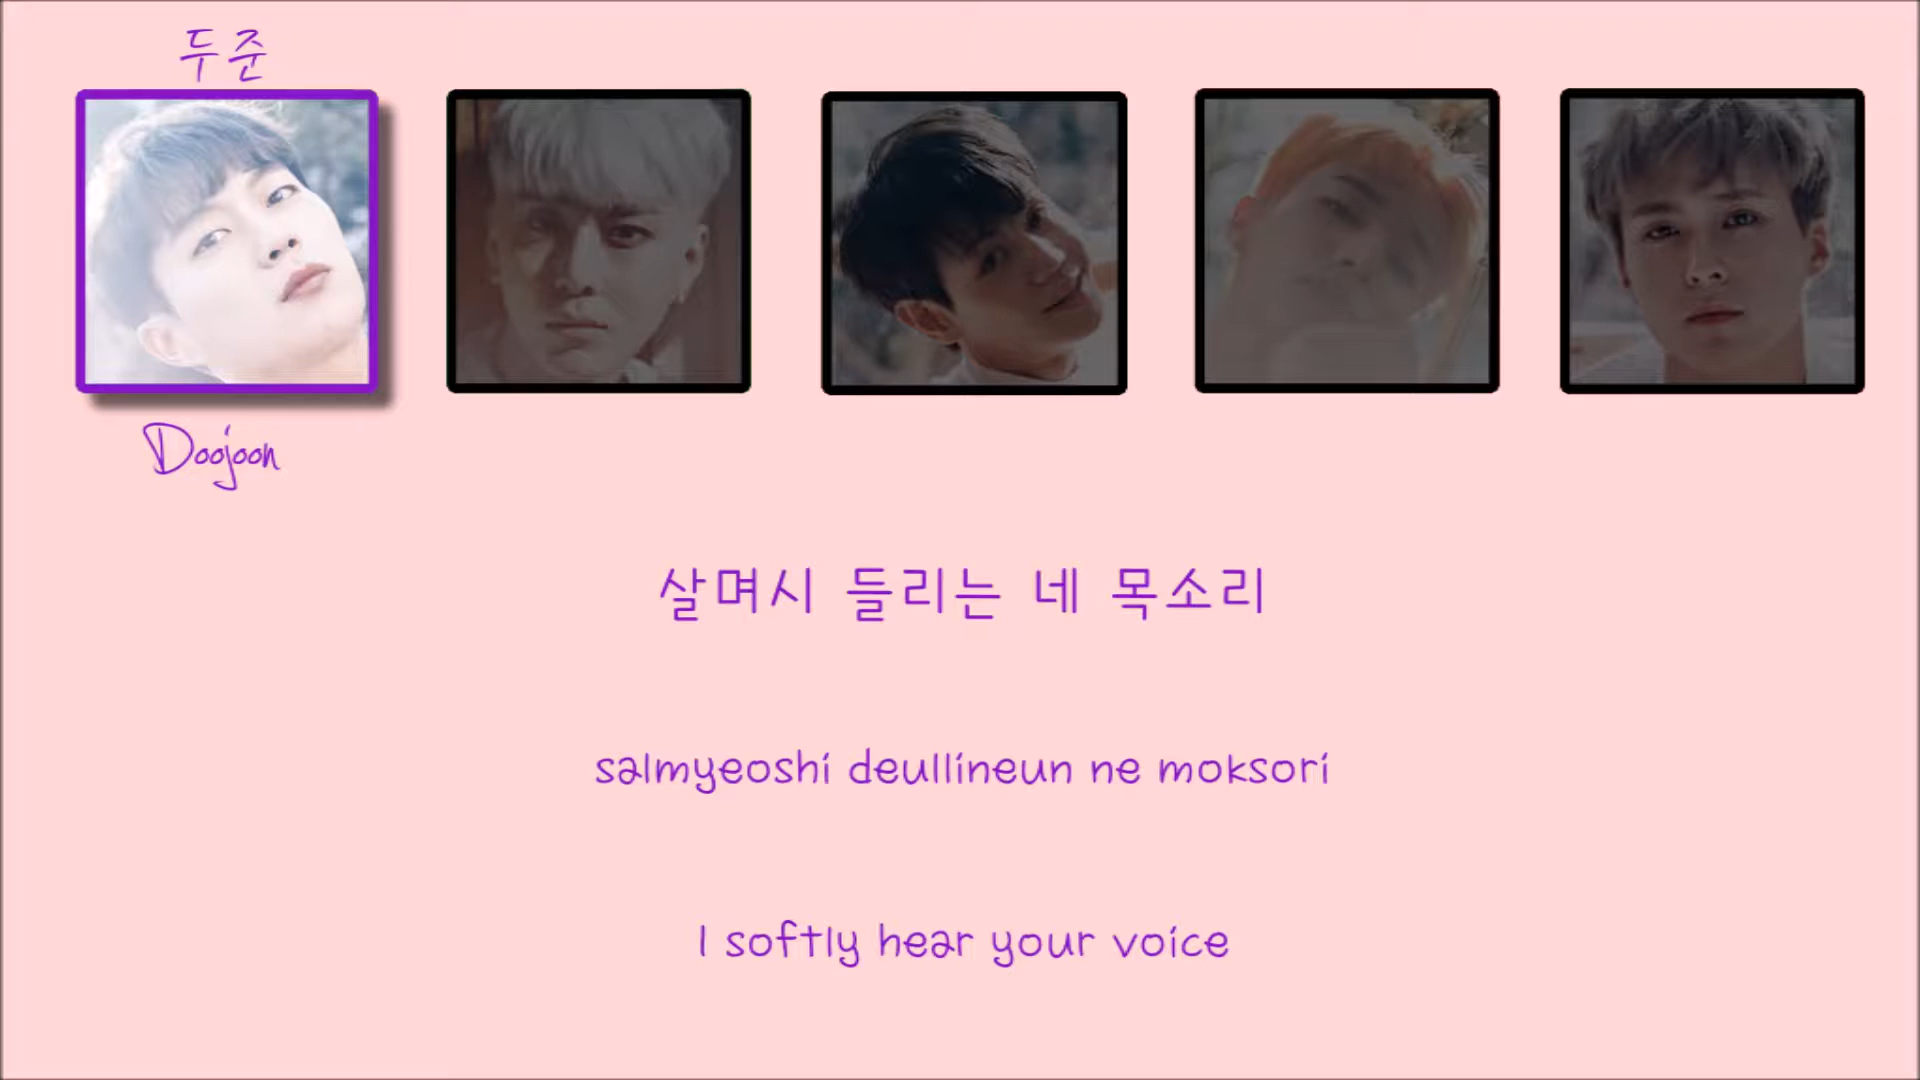 두준
Doojoon
살며시 들리는 네 목소리
salmyeoshi deullineun ne moksori
I softly hear your voice